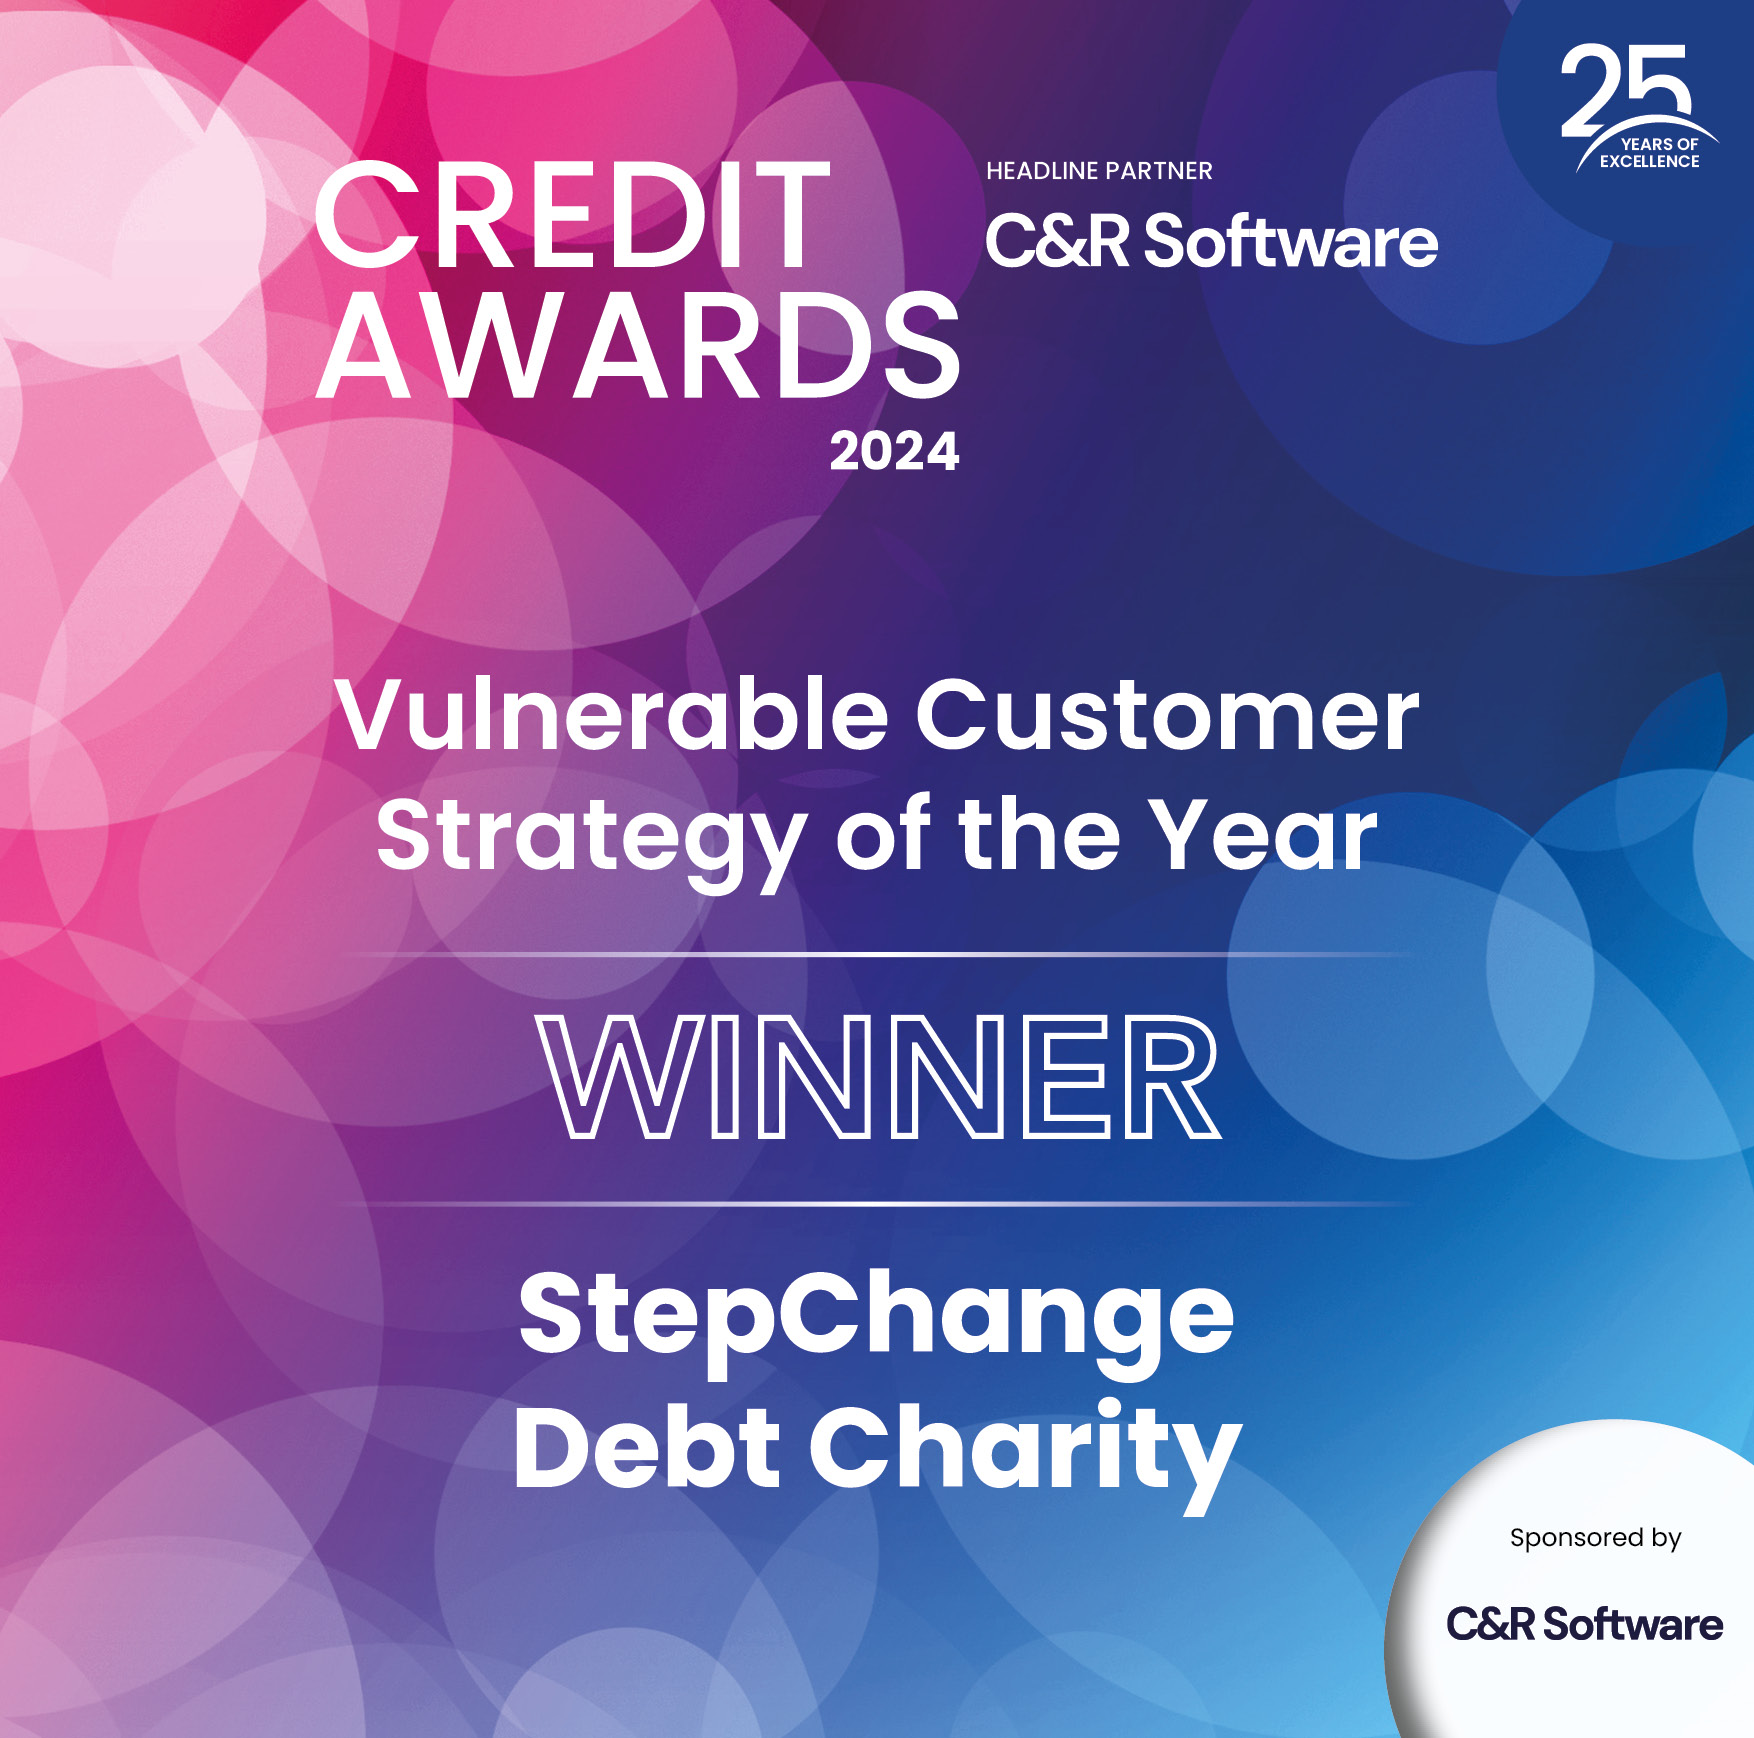 25
YEARS OF
EXCELLENCE
CREDIT
AWARDS
2024
HEADLINE PARTNER
C&R Software
Vulnerable Customer
Strategy of the Year
WINNER
StepChange
Debt Charity
Sponsored by
C&R Software